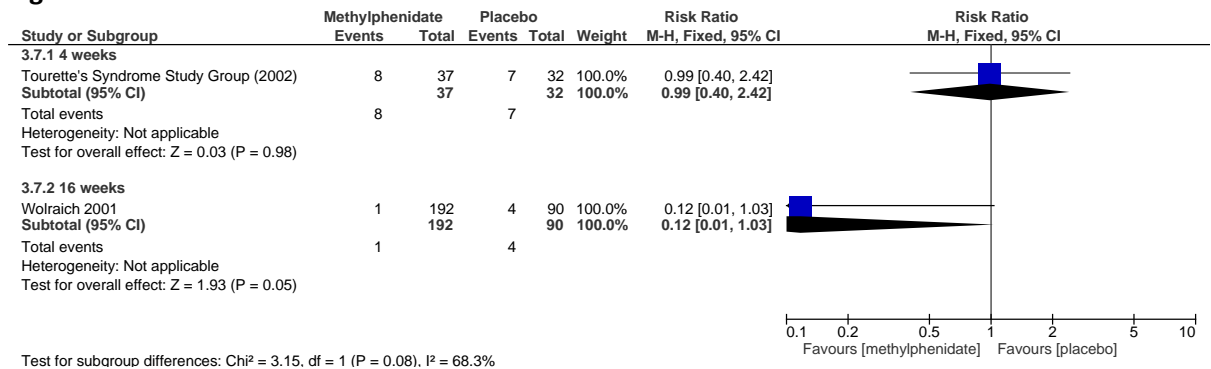 Methylphenidate Placebo Risk Ratio Risk Ratio
Study or Subgroup Events Total Events Total Weight M-H, Fixed, 95% CI M-H, Fixed, 95% CI
3.7.1 4 weeks
Tourette's Syndrome Study Group (2002) 8 37 7 32 100.0% 0.99 [0.40, 2.42]
Subtotal (95% CI) 37 32 100.0% 0.99 [0.40, 2.42]
Total events 8 7
Heterogeneity: Not applicable
Test for overall effect: Z = 0.03 (P = 0.98)
3.7.2 16 weeks
Wolraich 2001 1 192 4 90 100.0% 0.12 [0.01, 1.03]
Subtotal (95% CI) 192 90 100.0% 0.12 [0.01, 1.03]
Total events 1 4
Heterogeneity: Not applicable
Test for overall effect: Z = 1.93 (P = 0.05)
0.1 0.2 0.5 1 2 5 10
Favours [methylphenidate] Favours [placebo]
Test for subgroup differences: Chi² = 3.15, df = 1 (P = 0.08), I² = 68.3%